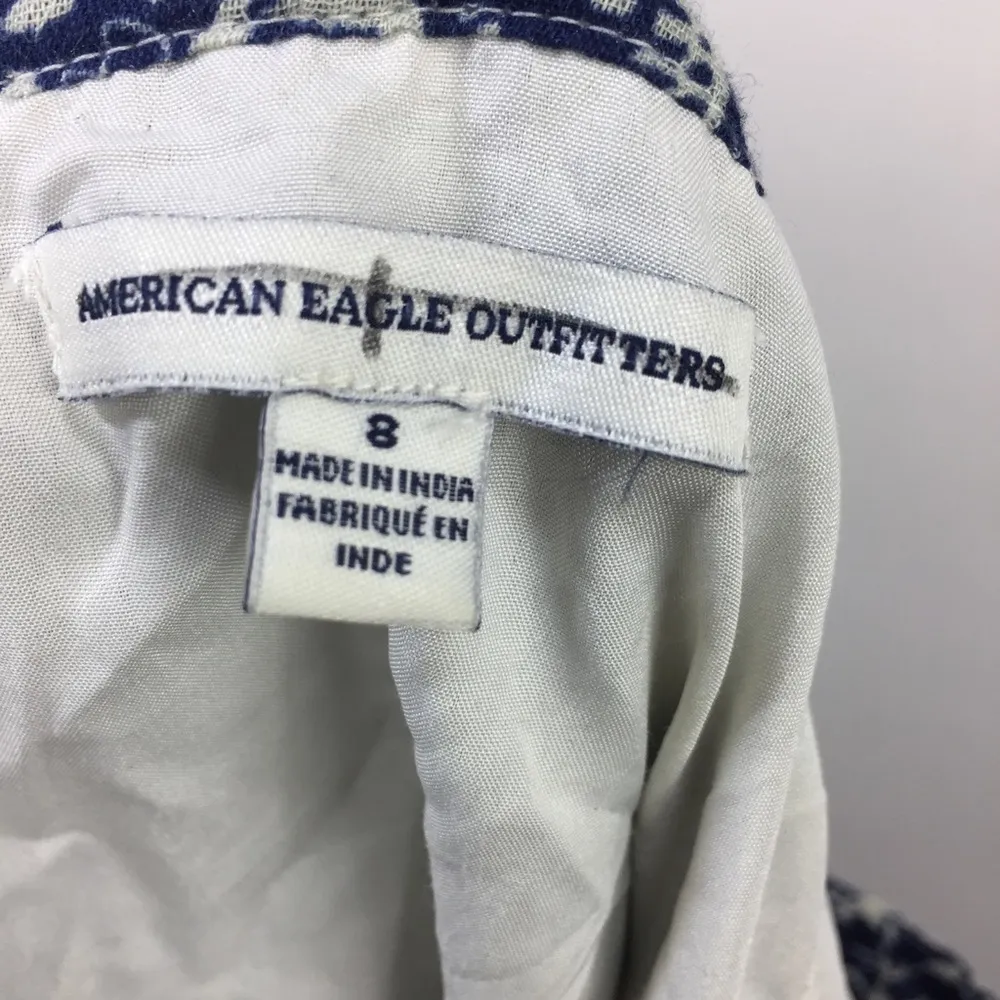 AMERICAN EAGLE OUTFITTERS
8
MADE IN INDIA
FABRIQUÉ EN
INDE